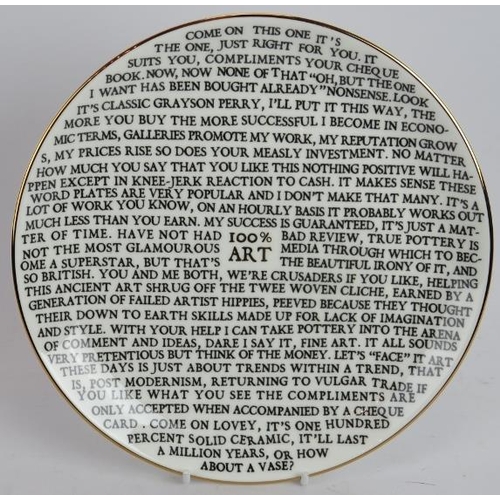 COME ON THIS ONE IT'S
THE ONE, JUST RIGHT FOR YOU. IT
SUITS YOU, COMPLIMENTS YOUR CHEQUE
BOOK. NOW, NOW NONE OF THAT "OH, BUT THE ONE
I WANT HAS BEEN BOUGHT ALREADY" NONSENSE. LOOK
IT'S CLASSIC GRAYSON PERRY, I'LL PUT IT THIS WAY, THE
MORE YOU BUY THE MORE SUCCESSFUL I BECOME IN ECONO-
MIC TERMS, GALLERIES PROMOTE MY WORK, MY REPUTATION GROW
S, MY PRICES RISE SO DOES YOUR MEASLY INVESTMENT. NO MATTER
HOW MUCH YOU SAY THAT YOU LIKE THIS NOTHING POSITIVE WILL HA-
PPEN EXCEPT IN KNEE-JERK REACTION TO CASH. IT MAKES SENSE THESE
WORD PLATES ARE VERY POPULAR AND I DON'T MAKE THAT MANY. IT'S A
LOT OF WORK YOU KNOW, ON AN HOURLY BASIS IT PROBABLY WORKS OUT
MUCH LESS THAN YOU EARN. MY SUCCESS IS GUARANTEED, IT'S JUST A MAT-
TER OF TIME. HAVE NOT HAD 100% BAD REVIEW, TRUE POTTERY IS
NOT THE MOST GLAMOUROUS ART MEDIA THROUGH WHICH TO BEC-
OME A SUPERSTAR, BUT THAT'S THE BEAUTIFUL IRONY OF IT, AND
SO BRITISH. YOU AND ME BOTH, WE'RE CRUSADERS IF YOU LIKE, HELPING
THIS ANCIENT ART SHRUG OFF THE TWEE WOVEN CLICHE, EARNED BY A
GENERATION OF FAILED ARTIST HIPPIES, PEEVED BECAUSE THEY THOUGHT
THEIR DOWN TO EARTH SKILLS MADE UP FOR LACK OF IMAGINATION
AND STYLE. WITH YOUR HELP I CAN TAKE POTTERY INTO THE ARENA
OF COMMENT AND IDEAS, DARE I SAY IT, FINE ART. IT ALL SOUNDS
VERY PRETENTIOUS BUT THINK OF THE MONEY. LET'S "FACE" IT ART
THESE DAYS IS JUST ABOUT TRENDS WITHIN A TREND, THAT
IS, POST MODERNISM, RETURNING TO VULGAR TRADE IF
YOU LIKE WHAT YOU SEE THE COMPLIMENTS ARE
ONLY ACCEPTED WHEN ACCOMPANIED BY A CHEQUE
CARD. COME ON LOVEY, IT'S ONE HUNDRED
PERCENT SOLID CERAMIC, IT'LL LAST
A MILLION YEARS, OR HOW
ABOUT A VASE?